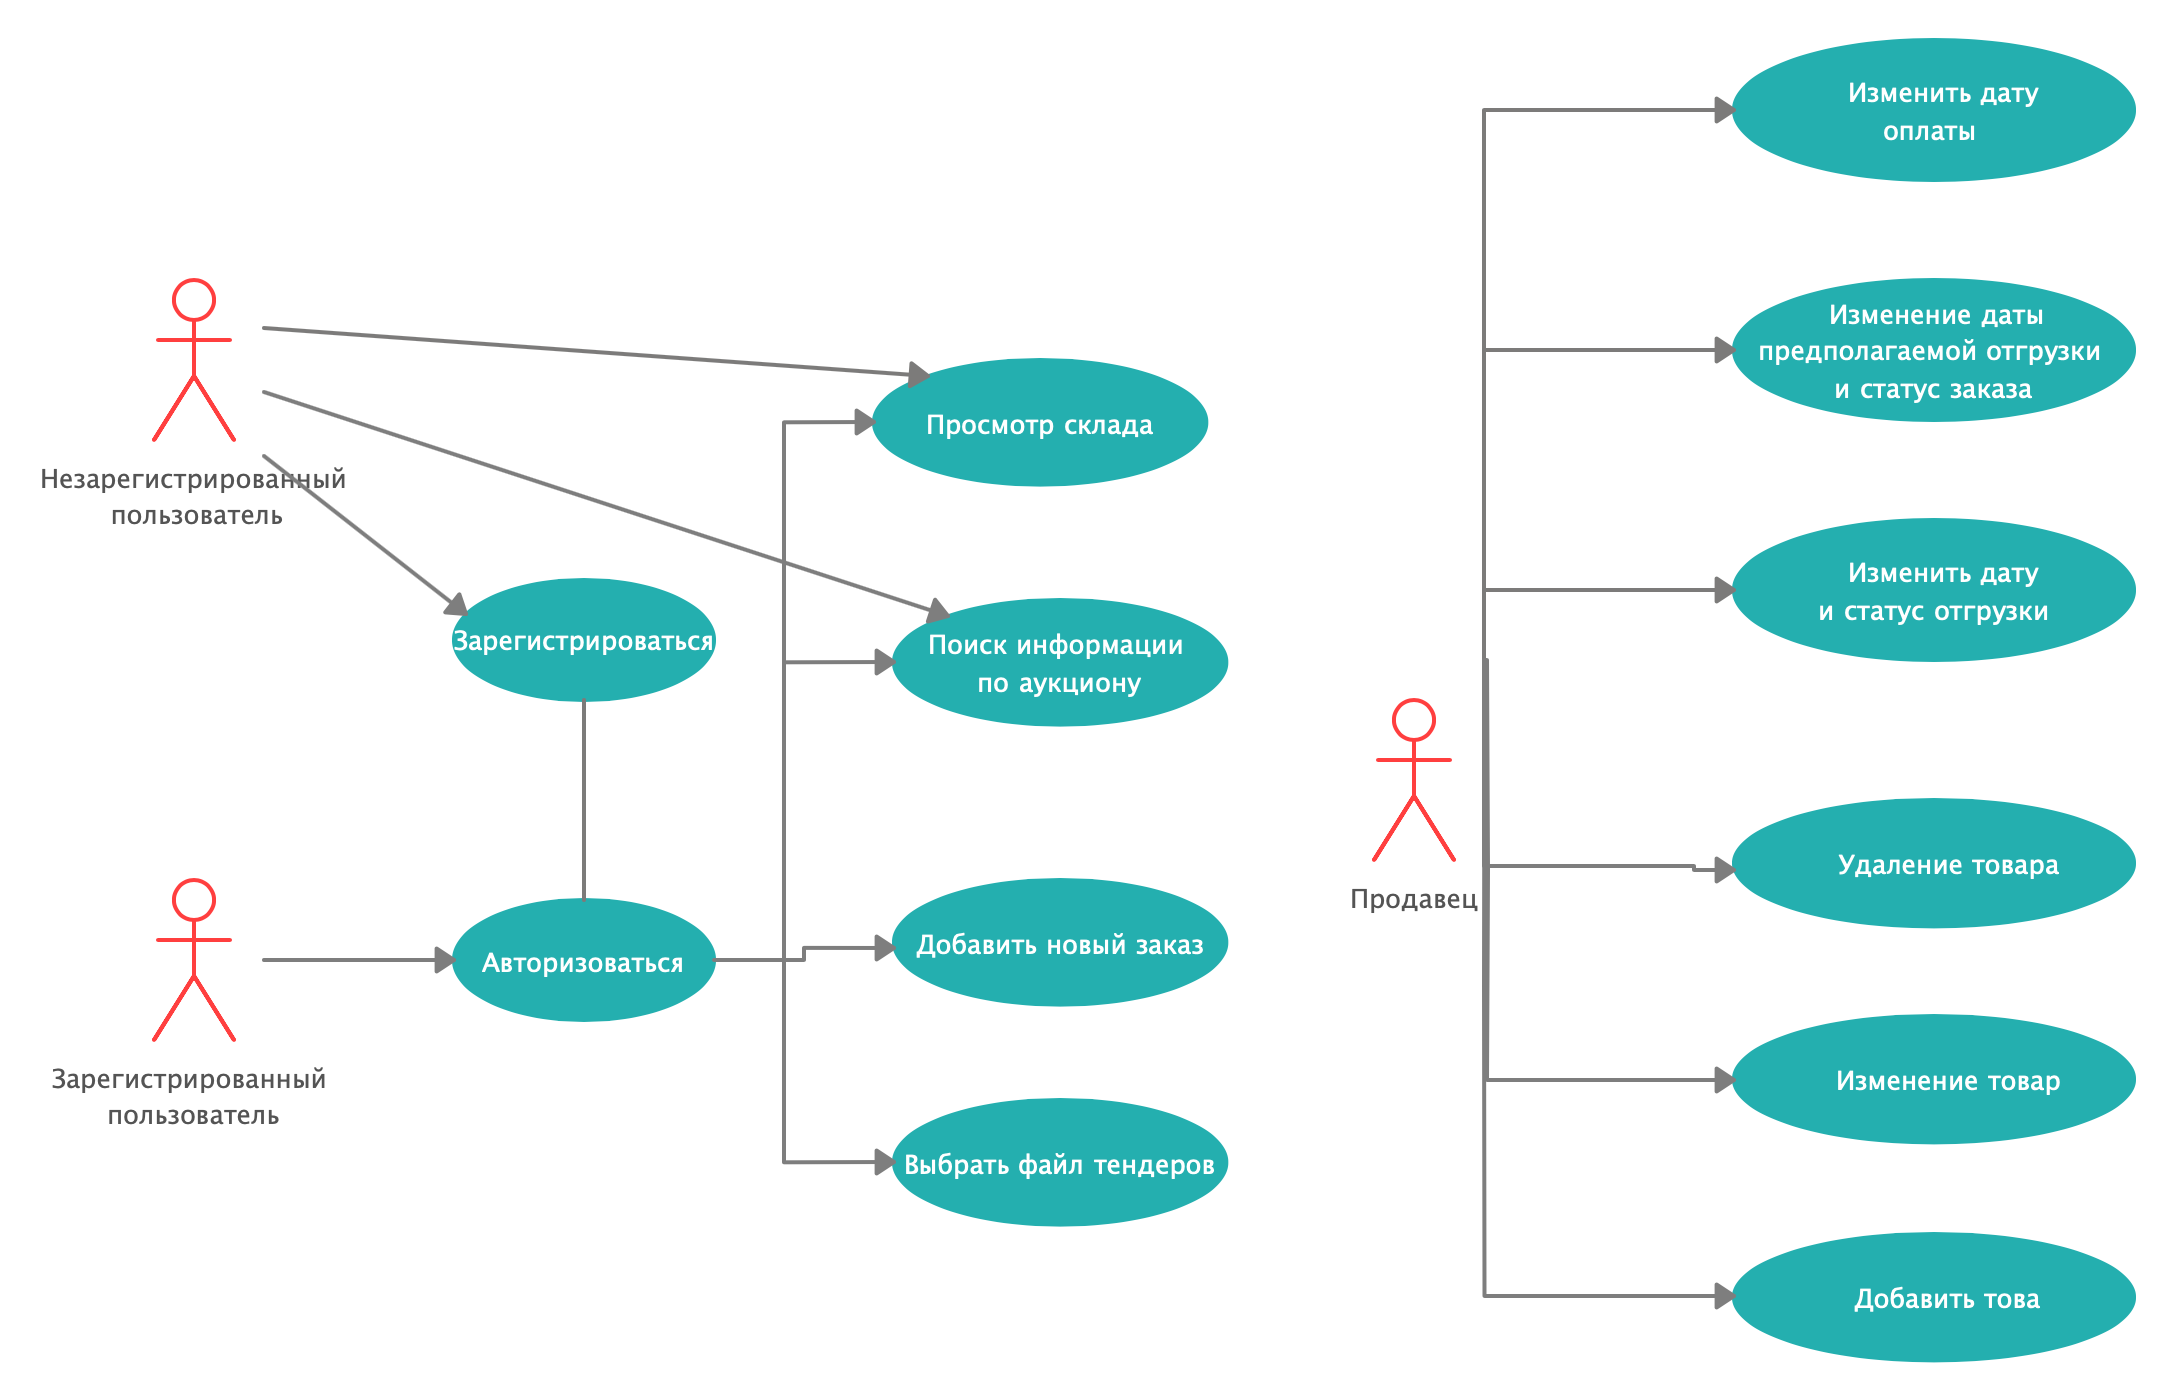 Незарегистрированный
пользователь
Зарегистрироваться
Зарегистрированный
пользователь
Авторизоваться
Просмотр склада
Поиск информации
по аукциону
Добавить новый заказ
Выбрать файл тендеров
Продавец
Изменить дату
оплаты
Изменение даты
предполагаемой отгрузки
и статус заказа
Изменить дату
и статус отгрузки
Удаление товара
Изменение товар
Добавить това